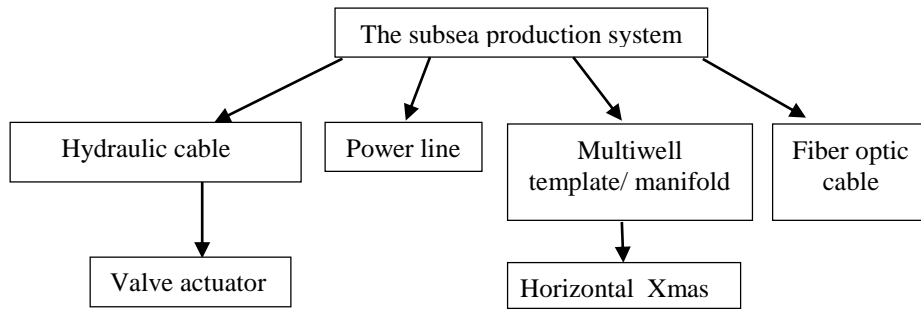 The subsea production system
Hydraulic cable
Power line
Multiwell
template/ manifold
Fiber optic
cable
Valve actuator
Horizontal Xmas